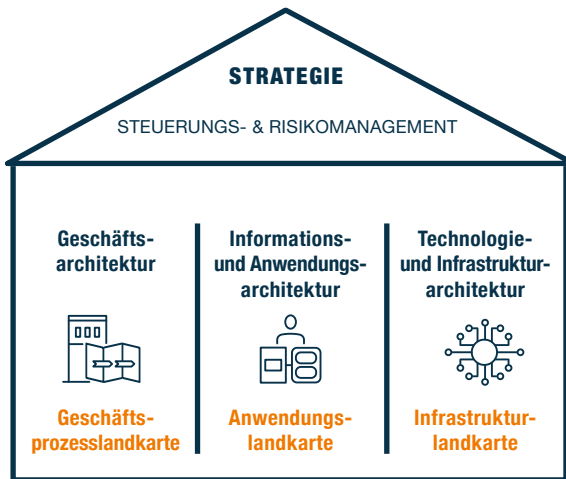 STRATEGIE
STEUERUNGS- & RISIKOMANAGEMENT
Geschäfts-
architektur
Informations-
und Anwendungs-
architektur
Technologie-
und Infrastruktur-
architektur
Geschäfts-
prozesslandkarte
Anwendungs-
landkarte
Infrastruktur-
landkarte